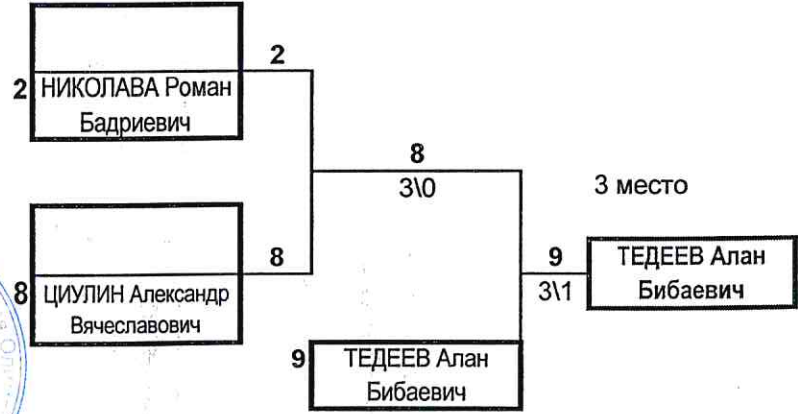 2
2 НИКОЛАВА Роман
Бадриевич
8
3\0
3 место
8
8 ЦИУЛИН Александр
Вячеславович
9
3\1
ТЕДЕЕВ Алан
Бибаевич
9 ТЕДЕЕВ Алан
Бибаевич